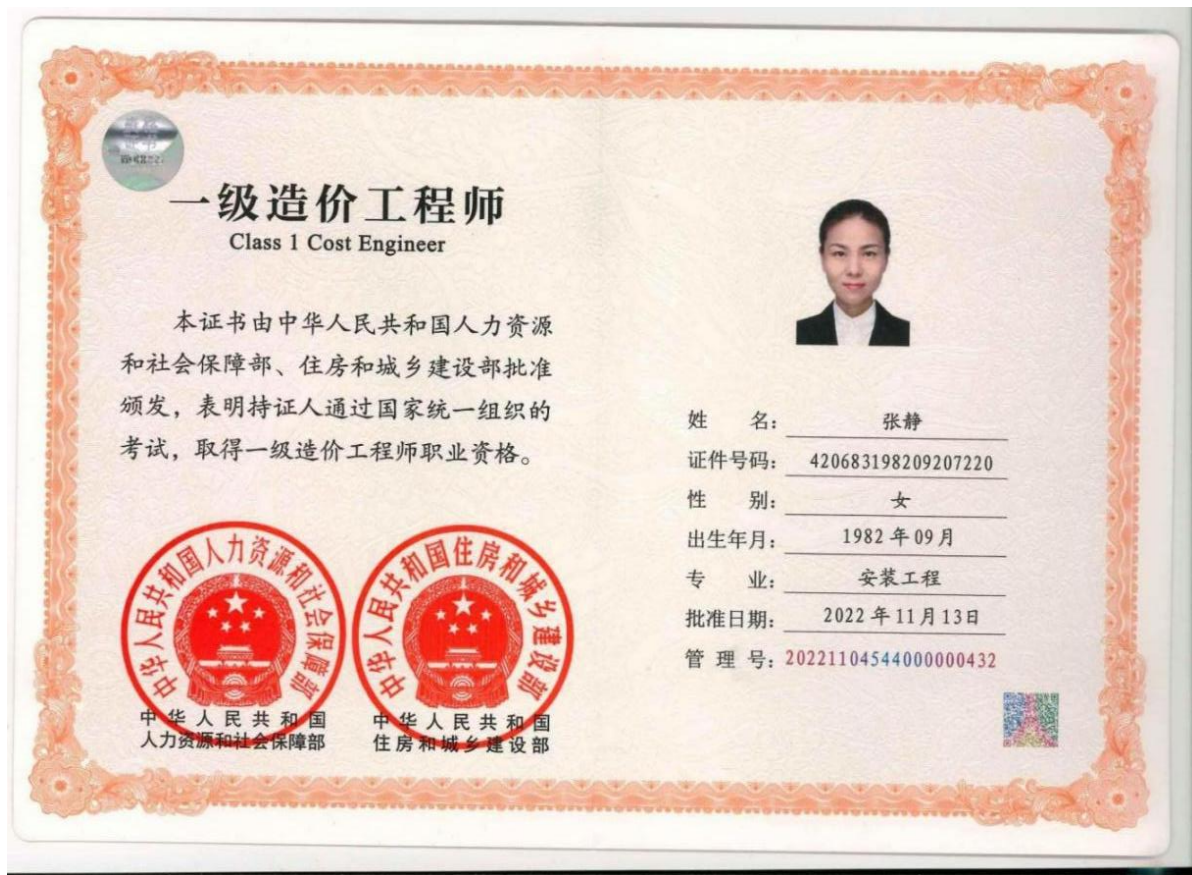 一级造价工程师
Class 1 Cost Engineer
本证书由中华人民共和国人力资源
和社会保障部、住房和城乡建设部批准
颁发，表明持证人通过国家统一组织的
考试，取得一级造价工程师职业资格。
中华人民共和国人力资源和社会保障部
中华人民共和国
人力资源和社会保障部
中华人民共和国住房和城乡建设部
中华人民共和国
住房和城乡建设部
姓 名：张静
证件号码：420683198209207220
性 别：女
出生年月：1982年09月
专 业：安装工程
批准日期：2022年11月13日
管 理 号：20221104544000000432